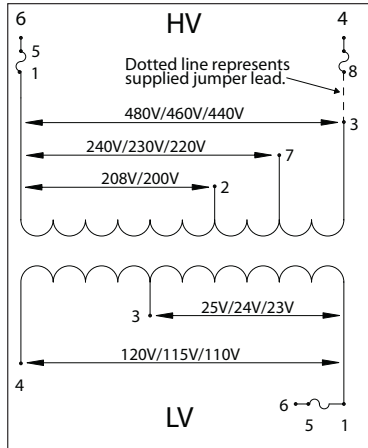 6 HV 4
5
1
Dotted line represents
supplied jumper lead.
8
480V/460V/440V
3
240V/230V/220V
7
208V/200V
2
25V/24V/23V
3
120V/115V/110V
4
LV
6 5 1